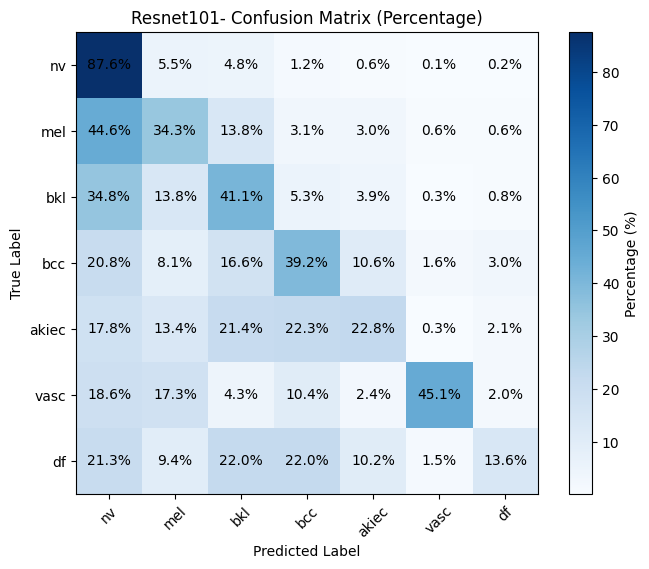 Resnet101- Confusion Matrix (Percentage)
nv 87.6% 5.5% 4.8% 1.2% 0.6% 0.1% 0.2%
mel 44.6% 34.3% 13.8% 3.1% 3.0% 0.6% 0.6%
bkl 34.8% 13.8% 41.1% 5.3% 3.9% 0.3% 0.8%
bcc 20.8% 8.1% 16.6% 39.2% 10.6% 1.6% 3.0%
akiec 17.8% 13.4% 21.4% 22.3% 22.8% 0.3% 2.1%
vasc 18.6% 17.3% 4.3% 10.4% 2.4% 45.1% 2.0%
df 21.3% 9.4% 22.0% 22.0% 10.2% 1.5% 13.6%
nv mel bkl bcc akiec vasc df
Predicted Label
True Label
80
70
60
50
40
30
20
10
Percentage (%)